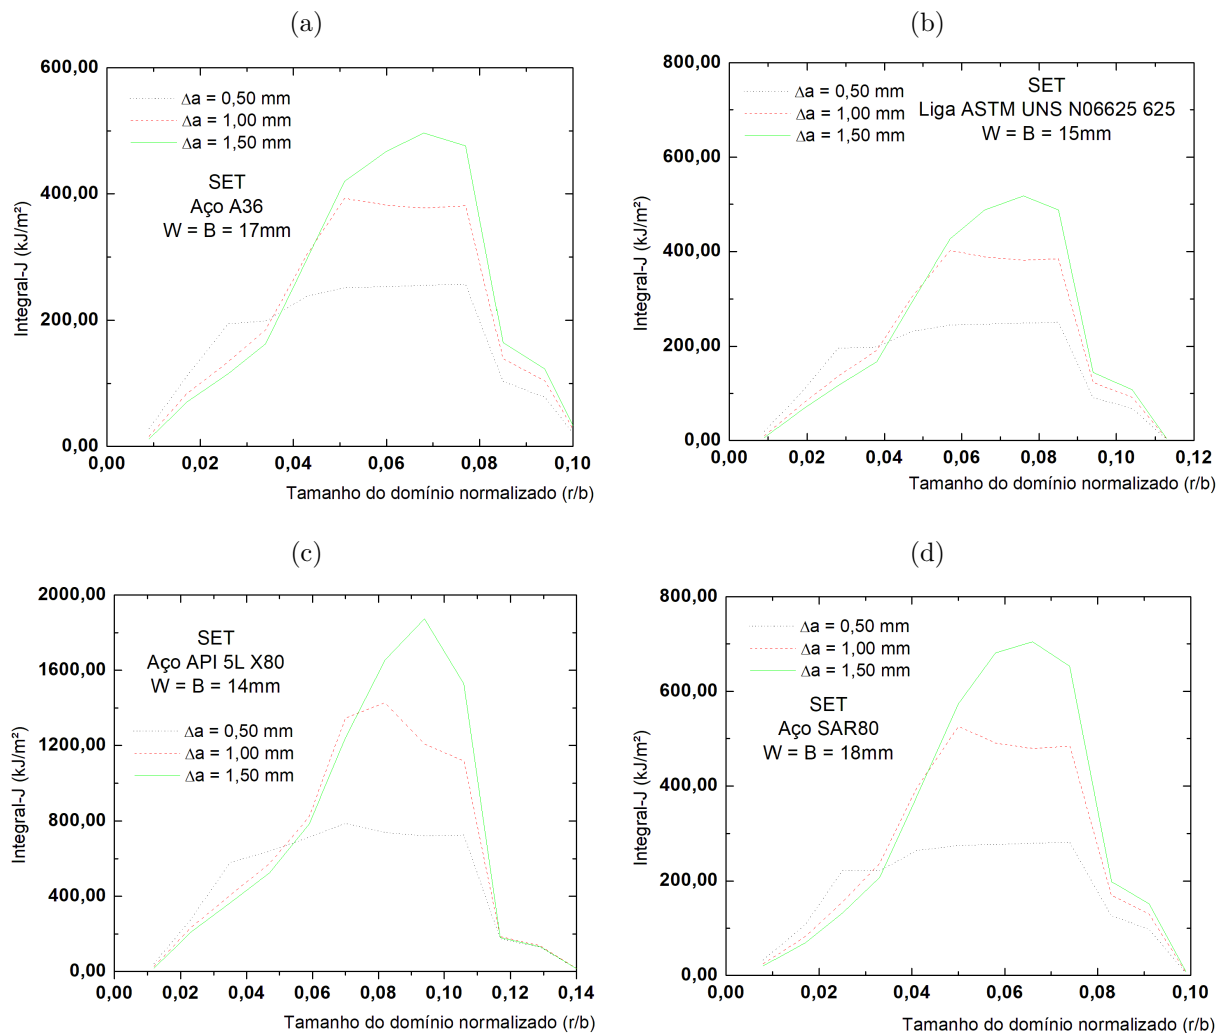 (a)
600,00
400,00
200,00
0,00
0,00 0,02 0,04 0,06 0,08 0,10
Integral-J (kJ/m²)
Tamanho do domínio normalizado (r/b)
Δa = 0,50 mm
Δa = 1,00 mm
Δa = 1,50 mm
SET
Aço A36
W = B = 17mm
(b)
800,00
600,00
400,00
200,00
0,00
0,00 0,02 0,04 0,06 0,08 0,10 0,12
Integral-J (kJ/m²)
Tamanho do domínio normalizado (r/b)
Δa = 0,50 mm
Δa = 1,00 mm
Δa = 1,50 mm
SET
Liga ASTM UNS N06625 625
W = B = 15mm
(c)
2000,00
1600,00
1200,00
800,00
400,00
0,00
0,00 0,02 0,04 0,06 0,08 0,10 0,12 0,14
Integral-J (kJ/m²)
Tamanho do domínio normalizado (r/b)
SET
Aço API 5L X80
W = B = 14mm
Δa = 0,50 mm
Δa = 1,00 mm
Δa = 1,50 mm
(d)
800,00
600,00
400,00
200,00
0,00
0,00 0,02 0,04 0,06 0,08 0,10
Integral-J (kJ/m²)
Tamanho do domínio normalizado (r/b)
Δa = 0,50 mm
Δa = 1,00 mm
Δa = 1,50 mm
SET
Aço SAR80
W = B = 18mm